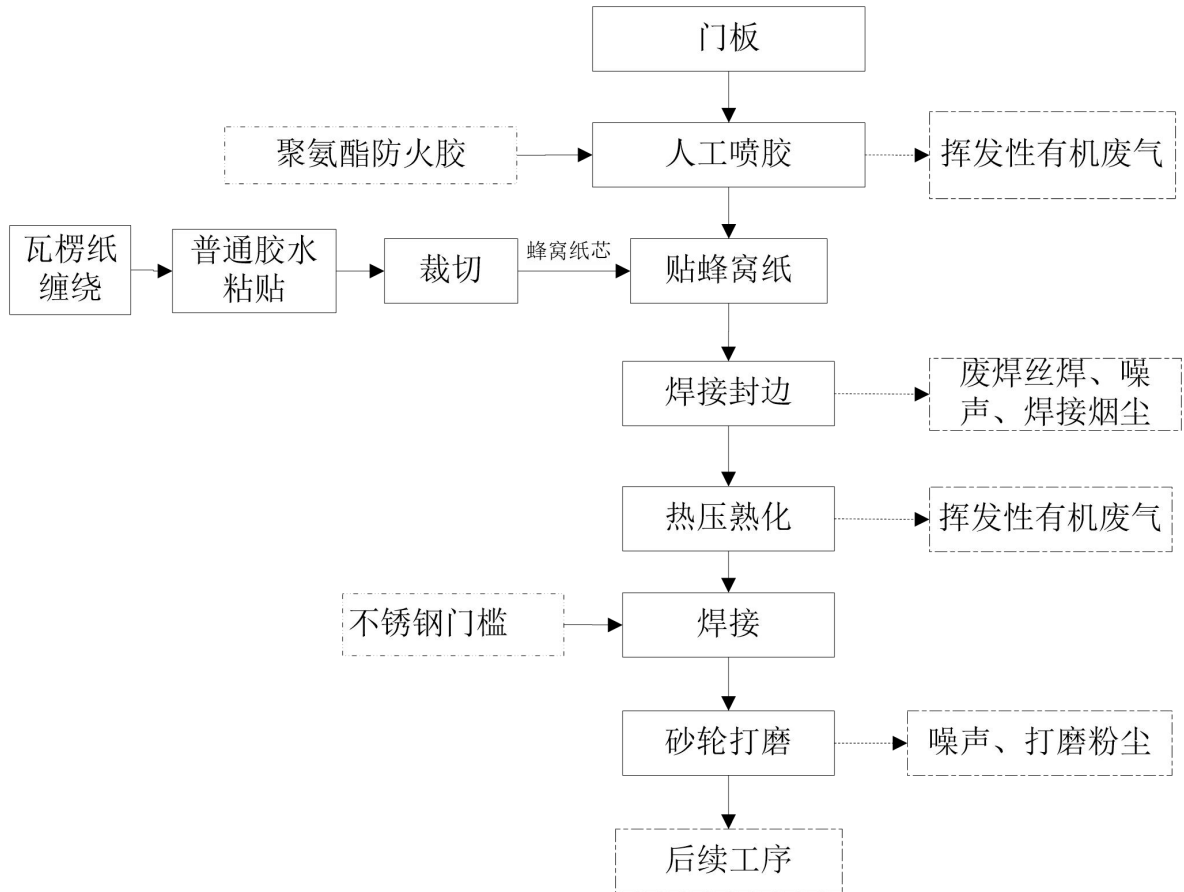 门板
聚氨酯防火胶
人工喷胶
挥发性有机废气
瓦楞纸
缠绕
普通胶水
粘贴
裁切
蜂窝纸芯
贴蜂窝纸
焊接封边
废焊丝焊、噪
声、焊接烟尘
热压熟化
挥发性有机废气
不锈钢门槛
焊接
砂轮打磨
噪声、打磨粉尘
后续工序